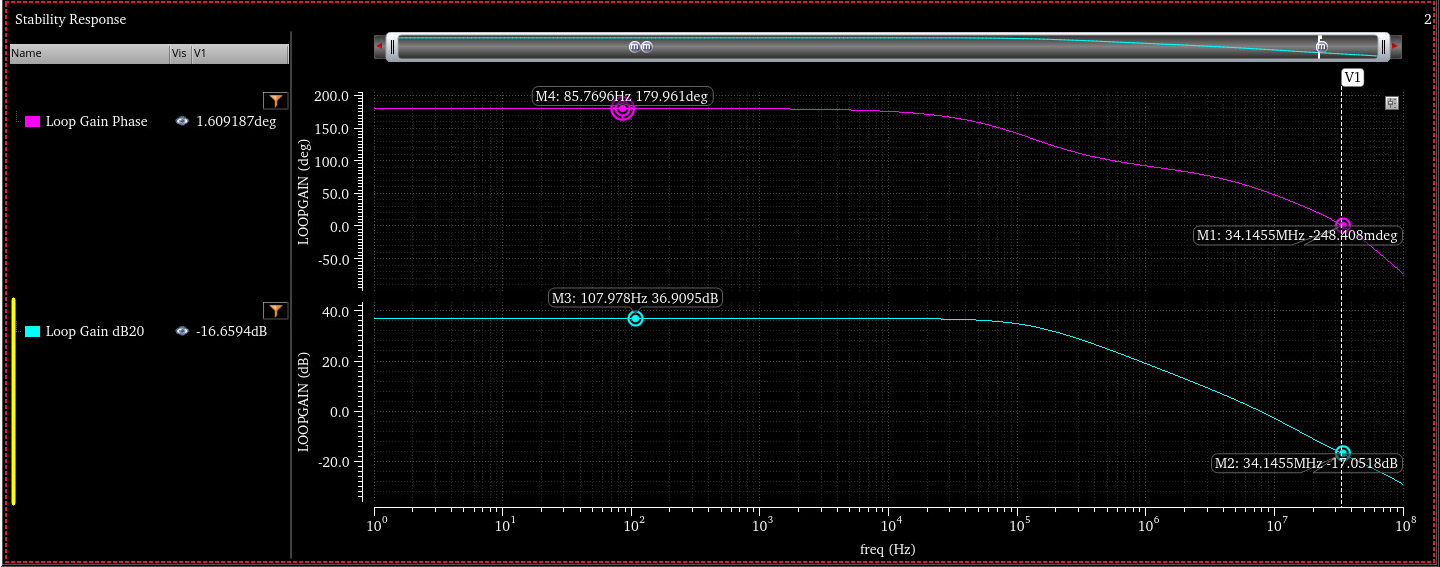 Stability Response
2
Name Vis V1
V1
Loop Gain Phase 1.609187deg
Loop Gain dB20 -16.6594dB
LOOPGAIN (deg)
200.0
150.0
100.0
50.0
0.0
-50.0
M4: 85.7696Hz 179.961deg
M1: 34.1455MHz -248.408mdeg
LOOPGAIN (dB)
40.0
20.0
0.0
-20.0
M3: 107.978Hz 36.9095dB
M2: 34.1455MHz -17.0518dB
10^0 10^1 10^2 10^3 10^4 10^5 10^6 10^7 10^8
freq (Hz)